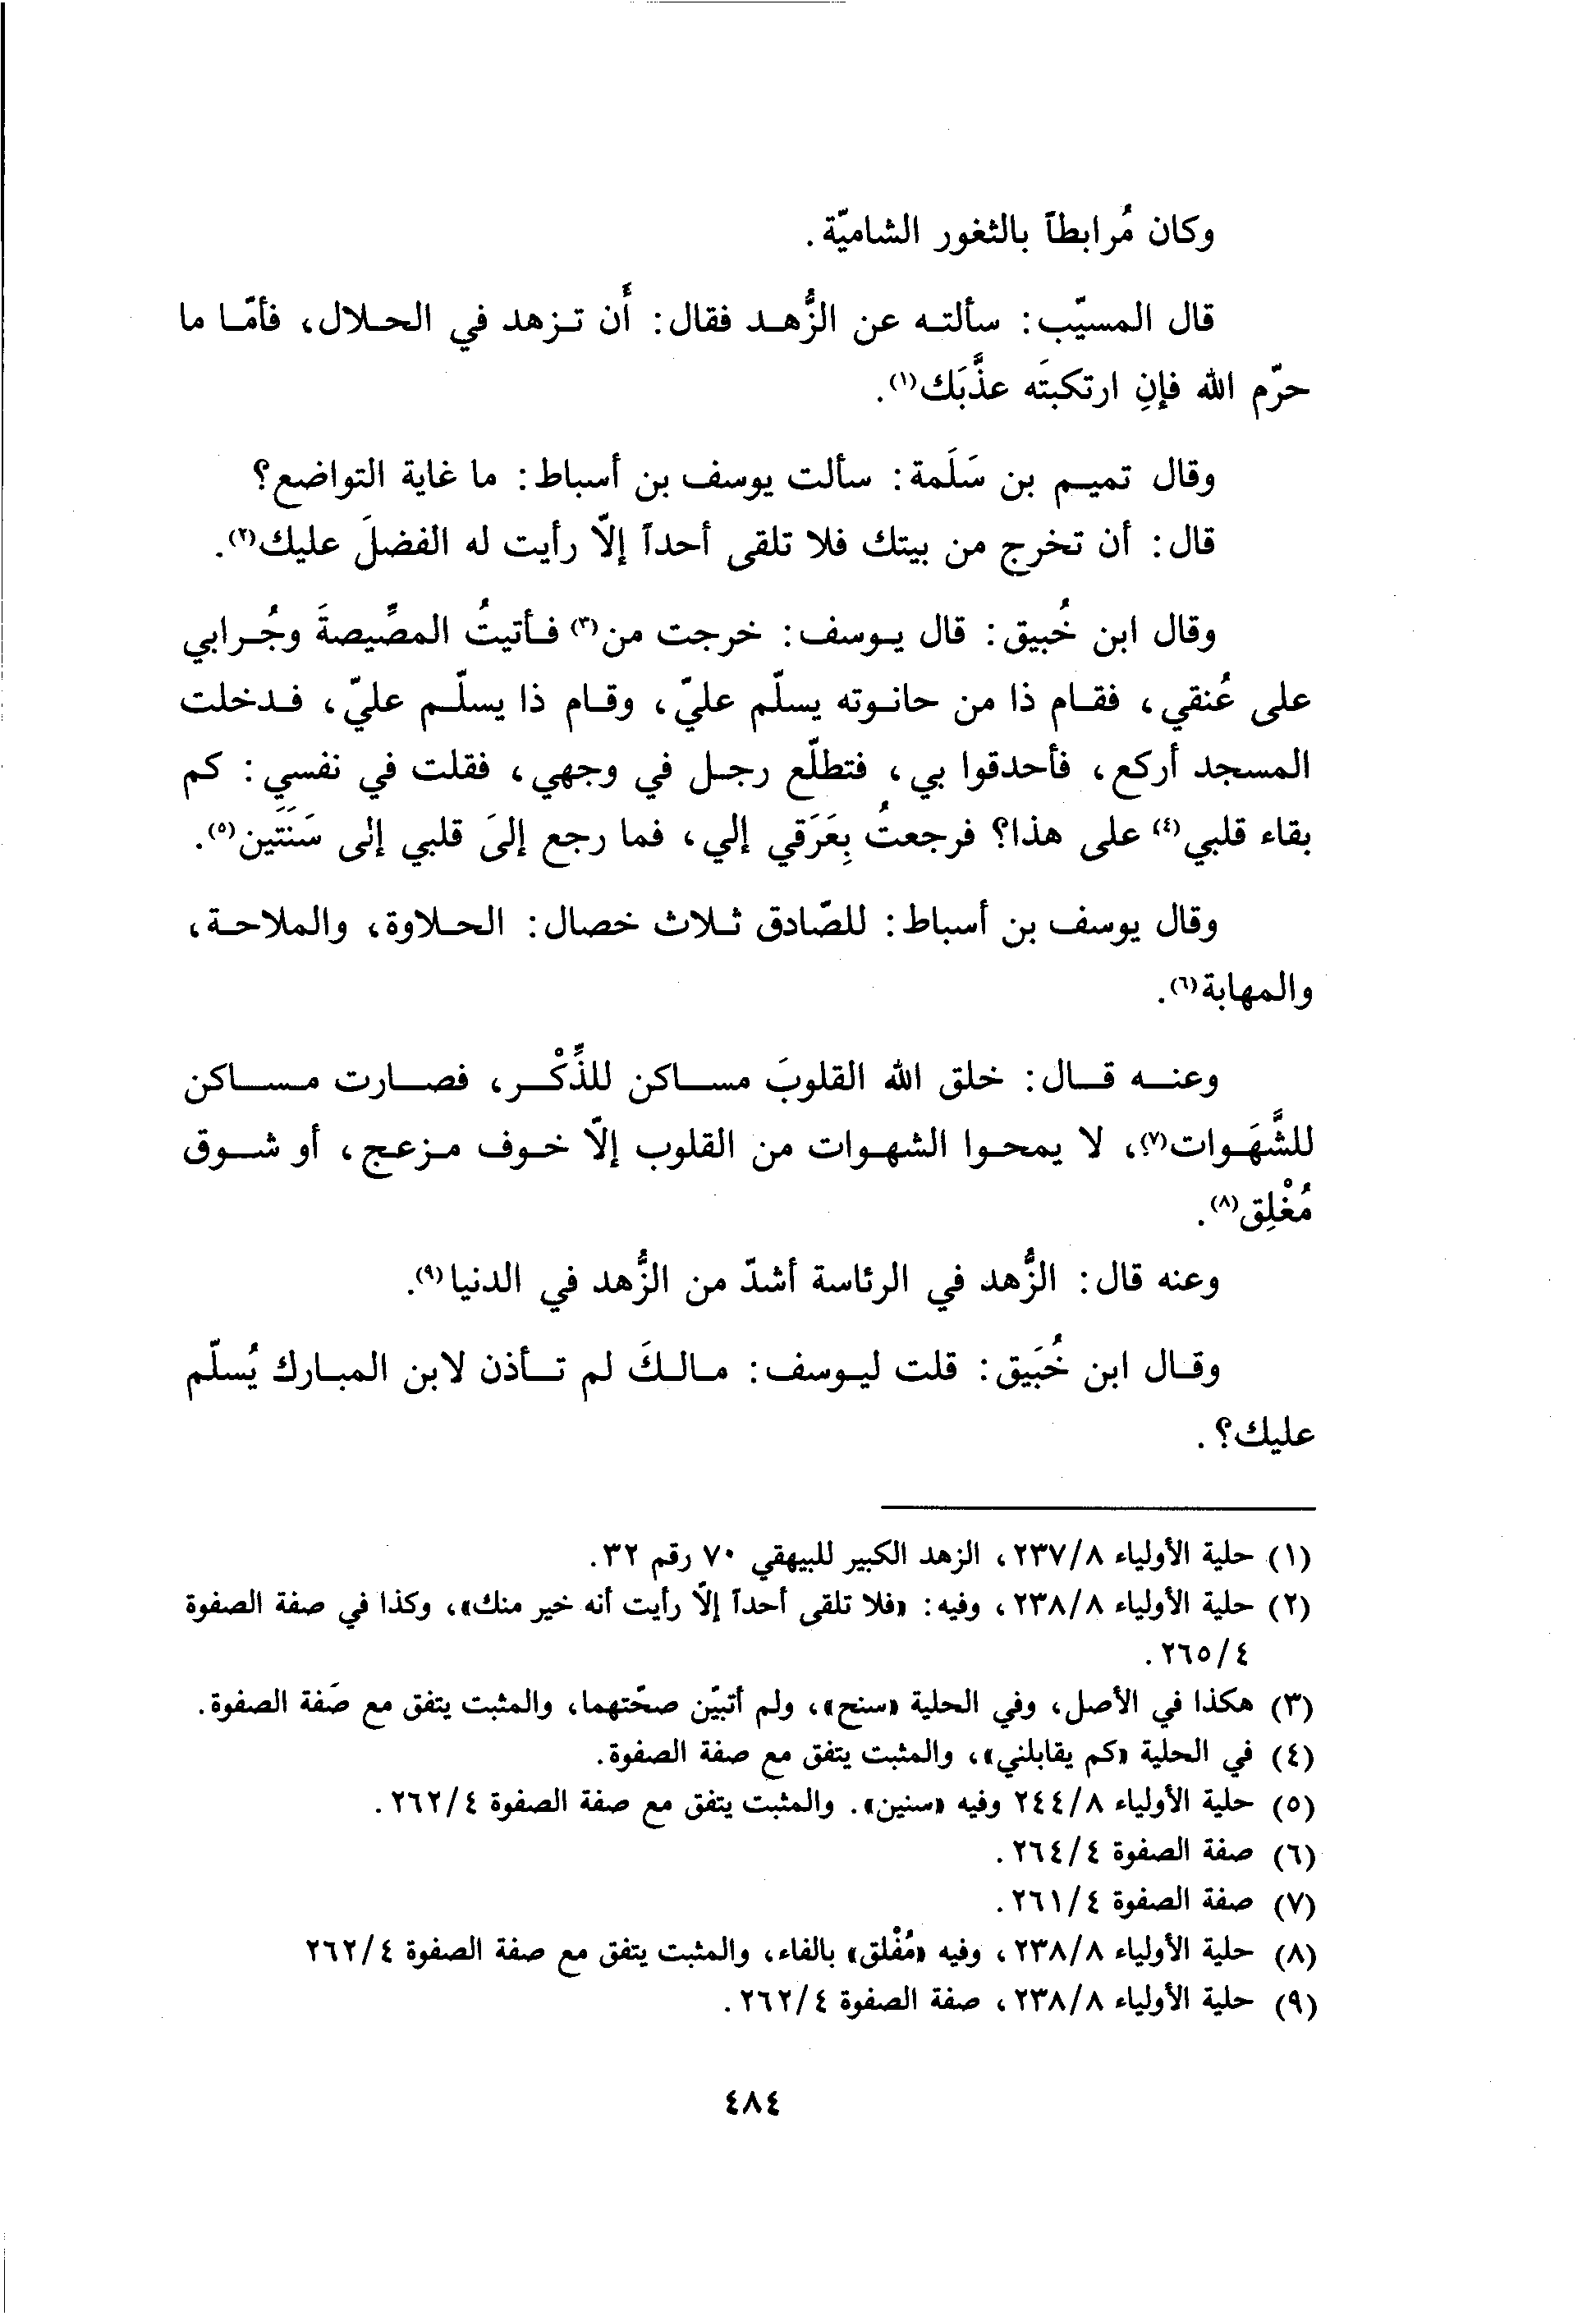 وكان مُرابطاً بالثغور الشاميّة.
قال المسيّب: سألته عن الزُّهد فقال: أَن تزهد في الحلال، فأمّا ما
حرّم الله فإنِ ارتكبتَه عذَّبَك(١).
وقال تميم بن سَلَمة: سألت يوسف بن أسباط: ما غاية التواضع؟
قال: أن تخرج من بيتك فلا تلقى أحداً إلاّ رأيت له الفضلَ عليك(٢).
وقال ابن خُبيق: قال يوسف: خرجت من(٣) فأتيتُ المصِّيصةَ وجُرابي
على عُنقي، فقام ذا من حانوته يسلّم عليّ، وقام ذا يسلّم عليّ، فدخلت
المسجد أركع، فأحدقوا بي، فتطلّع رجل في وجهي، فقلت في نفسي: كم
بقاء قلبي(٤) على هذا؟ فرجعتُ بِعَرَقي إلي، فما رجع إلىَ قلبي إلى سَنَتَين(٥).
وقال يوسف بن أسباط: للصّادق ثلاث خصال: الحلاوة، والملاحة،
والمهابة(٦).
وعنه قال: خلق الله القلوبَ مساكن للذِّكْر، فصارت مساكن
للشَّهَوات(٧)، لا يمحوا الشهوات من القلوب إلاّ خوف مزعج، أو شوق
مُغْلِق(٨).
وعنه قال: الزُّهد في الرئاسة أشدّ من الزُّهد في الدنيا(٩).
وقال ابن خُبَيق: قلت ليوسف: مالكَ لم تأذن لابن المبارك يُسلّم
عليك؟.
(١) حلية الأولياء ٨/٢٣٧، الزهد الكبير للبيهقي ٧٠ رقم ٣٢.
(٢) حلية الأولياء ٨/٢٣٨، وفيه: «فلا تلقى أحداً إلاّ رأيت أنه خير منك»، وكذا في صفة الصفوة
٤/٢٦٥.
(٣) هكذا في الأصل، وفي الحلية «سنح»، ولم أتبيّن صحّتهما، والمثبت يتفق مع صَفة الصفوة.
(٤) في الحلية «كم يقابلني»، والمثبت يتفق مع صفة الصفوة.
(٥) حلية الأولياء ٨/٢٤٤ وفيه «سنين». والمثبت يتفق مع صفة الصفوة ٤/٢٦٢.
(٦) صفة الصفوة ٤/٢٦٤.
(٧) صفة الصفوة ٤/٢٦١.
(٨) حلية الأولياء ٨/٢٣٨، وفيه «مُفْلق» بالفاء، والمثبت يتفق مع صفة الصفوة ٤/٢٦٢
(٩) حلية الأولياء ٨/٢٣٨، صفة الصفوة ٤/٢٦٢.
٤٨٤